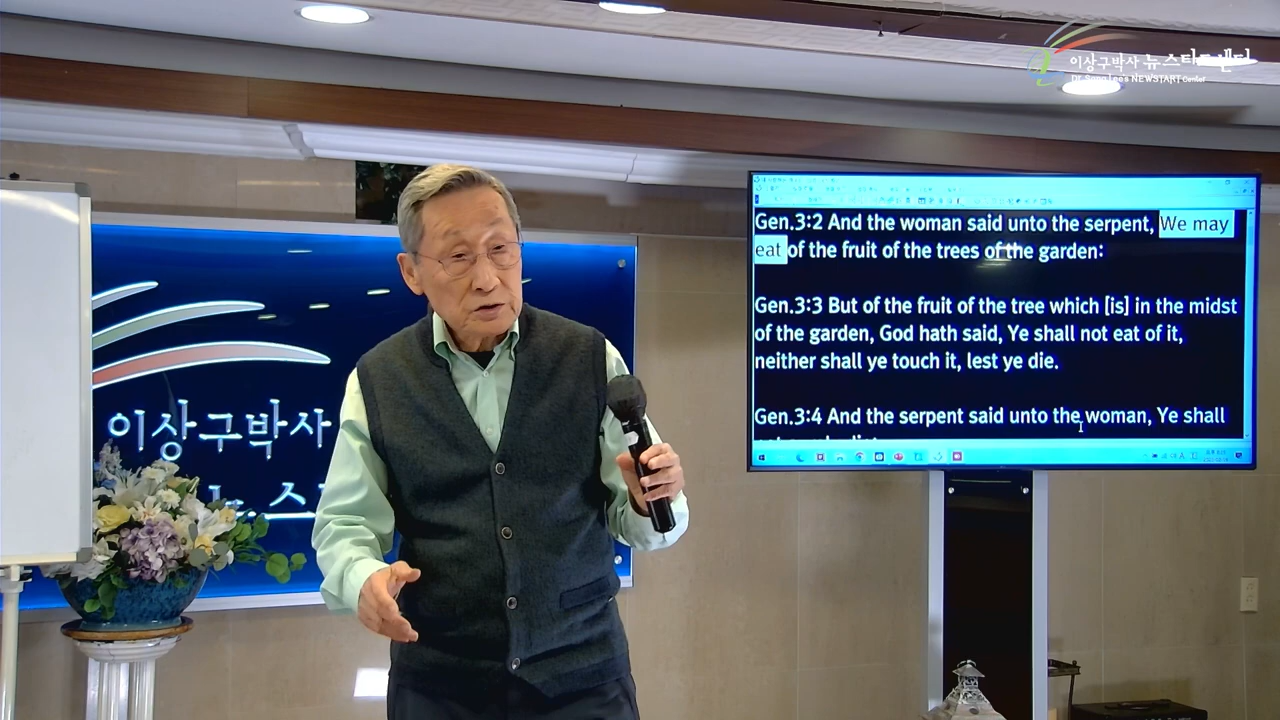 이상구박사 뉴스타트센터
Dr. Sang Lee's NEWSTART Center
Gen.3:2 And the woman said unto the serpent, We may
eat of the fruit of the trees of the garden:
Gen.3:3 But of the fruit of the tree which [is] in the midst
of the garden, God hath said, Ye shall not eat of it,
neither shall ye touch it, lest ye die.
Gen.3:4 And the serpent said unto the woman, Ye shall
이상구박사
뉴스